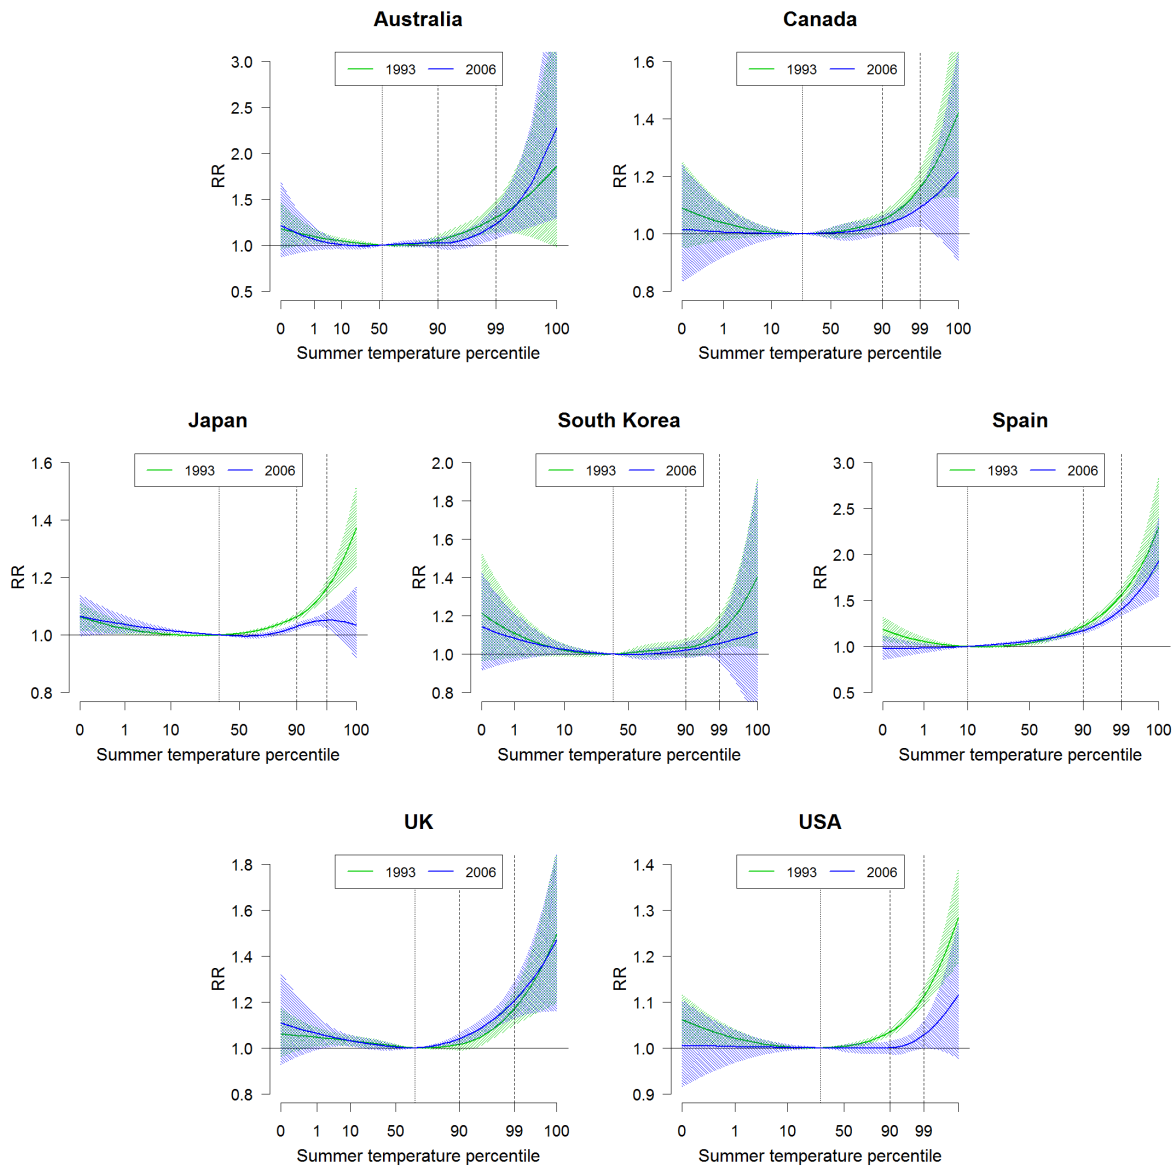 Australia
1993 2006
3.0
2.5
2.0
1.5
1.0
0.5
RR
0 1 10 50 90 99 100
Summer temperature percentile
Canada
1993 2006
1.6
1.4
1.2
1.0
0.8
RR
0 1 10 50 90 99 100
Summer temperature percentile
Japan
1993 2006
1.6
1.4
1.2
1.0
0.8
RR
0 1 10 50 90 100
Summer temperature percentile
South Korea
1993 2006
2.0
1.8
1.6
1.4
1.2
1.0
0.8
RR
0 1 10 50 90 99 100
Summer temperature percentile
Spain
1993 2006
3.0
2.5
2.0
1.5
1.0
0.5
RR
0 1 10 50 90 99 100
Summer temperature percentile
UK
1993 2006
1.8
1.6
1.4
1.2
1.0
0.8
RR
0 1 10 50 90 99 100
Summer temperature percentile
USA
1993 2006
1.4
1.3
1.2
1.1
1.0
0.9
RR
0 1 10 50 90 99
Summer temperature percentile